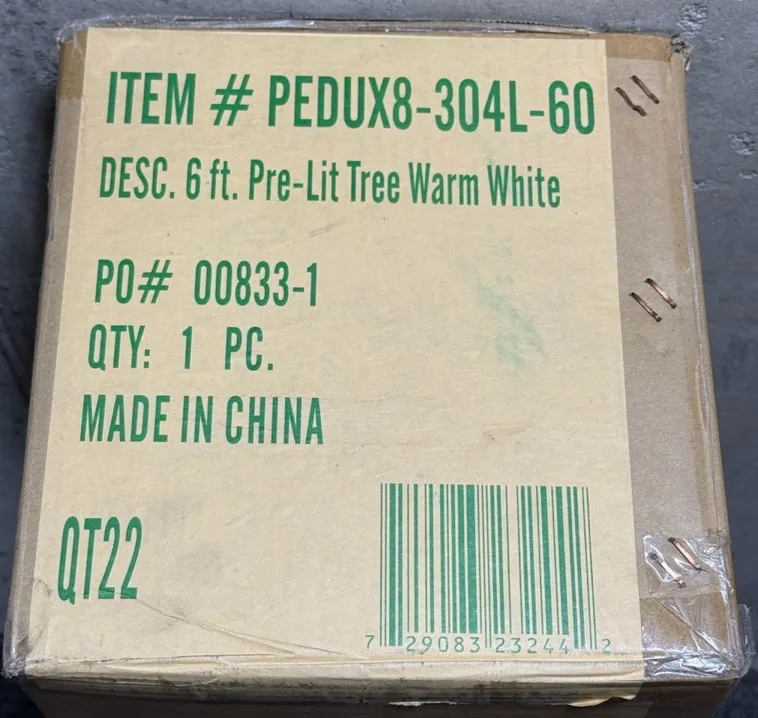 ITEM # PEDUX8-304L-60
DESC. 6 ft. Pre-Lit Tree Warm White
PO# 00833-1
QTY: 1 PC.
MADE IN CHINA
QT22
7 29083 23244 2